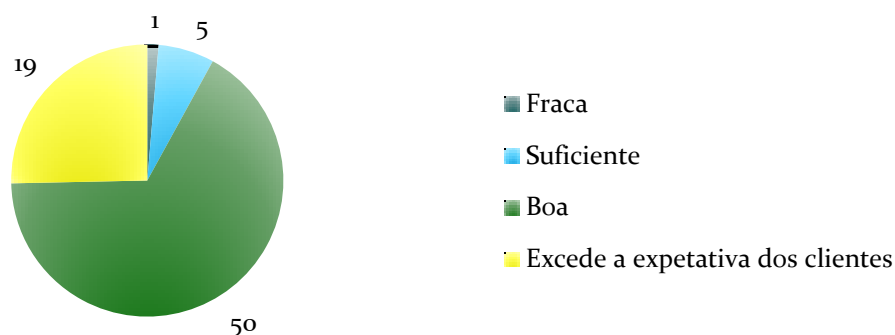 1
5
19
50
Fraca
Suficiente
Boa
Excede a expetativa dos clientes